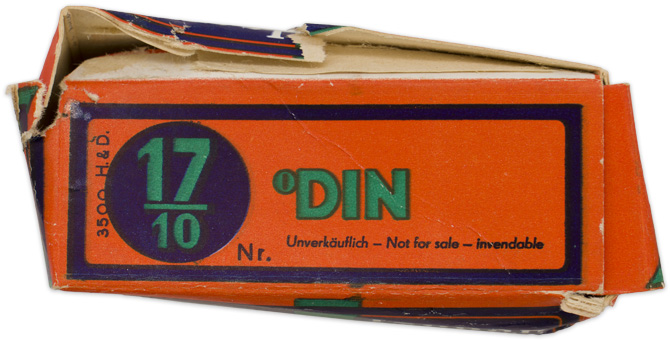 3500 H.&D.
17
10
°DIN
Nr.
Unverkäuflich – Not for sale – invendable